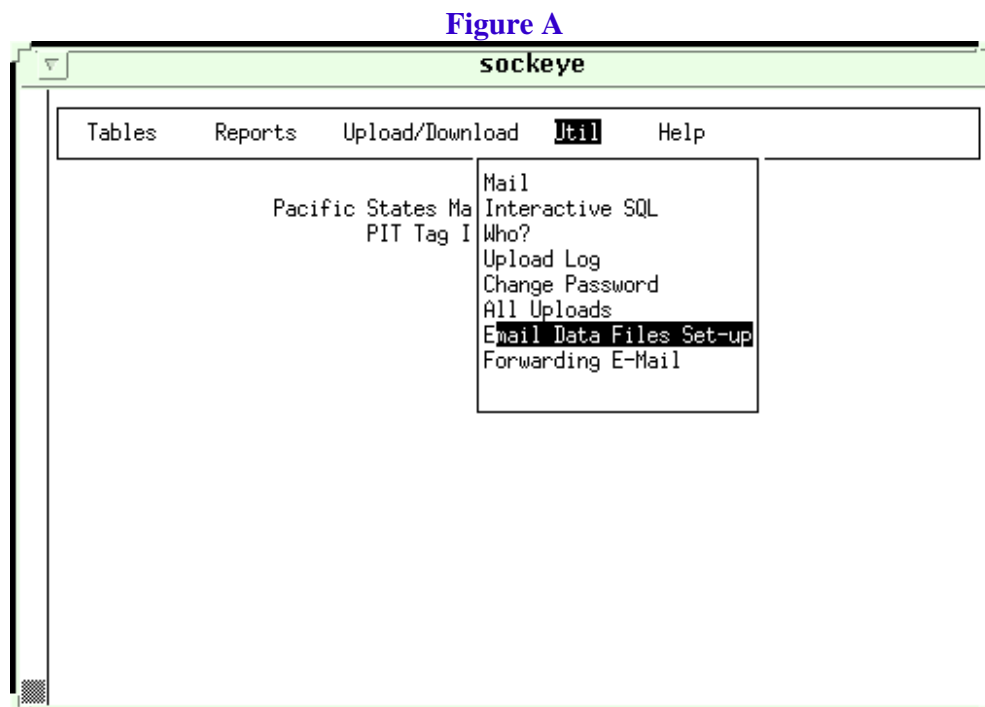 Figure A
sockeye
Tables Reports Upload/Download Util Help
Mail
Pacific States Ma Interactive SQL
PIT Tag I Who?
Upload Log
Change Password
All Uploads
Email Data Files Set-up
Forwarding E-Mail